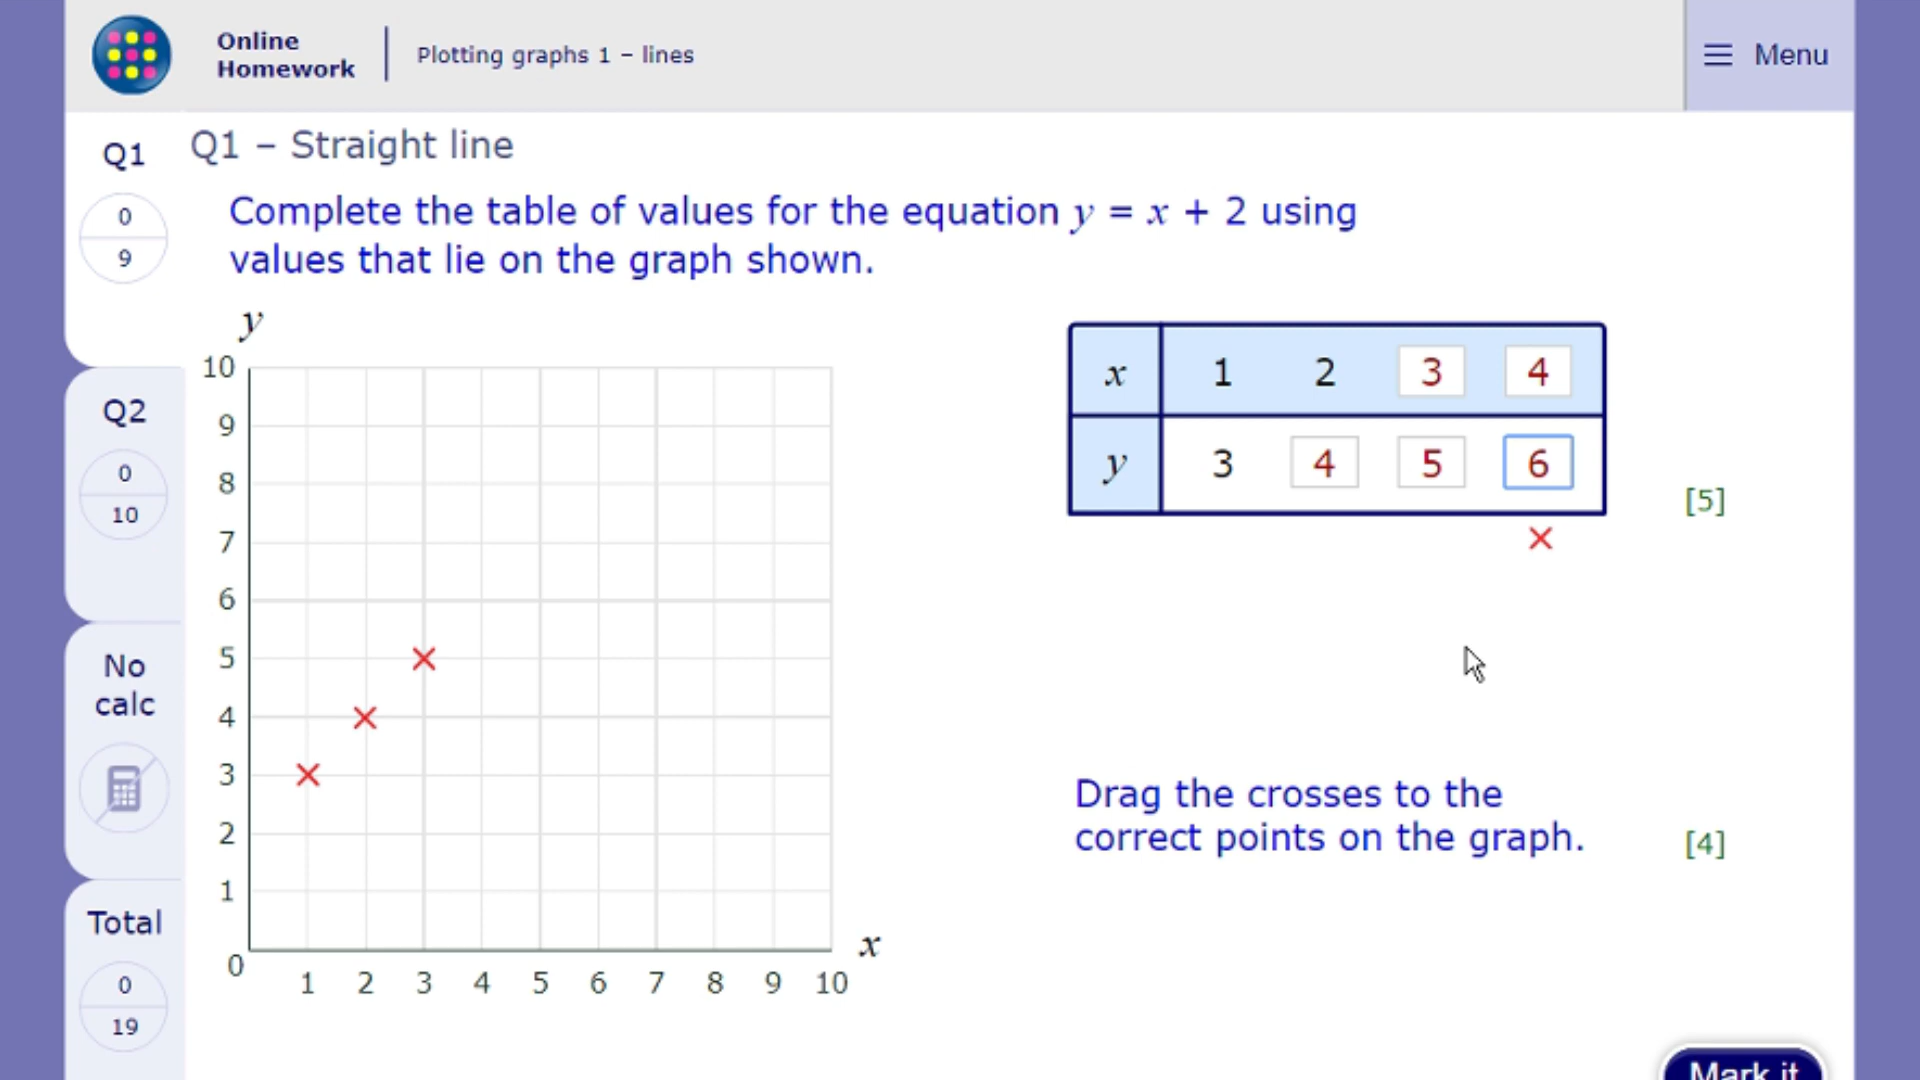 Online
Homework
Plotting graphs 1 – lines
Menu
Q1
0
9
Q2
0
10
No
calc
Total
0
19
Q1 – Straight line
Complete the table of values for the equation y = x + 2 using
values that lie on the graph shown.
y
10
9
8
7
6
5
4
3
2
1
0
1 2 3 4 5 6 7 8 9 10
x
x 1 2 3 4
y 3 4 5 6
[5]
Drag the crosses to the
correct points on the graph.
[4]
Mark it